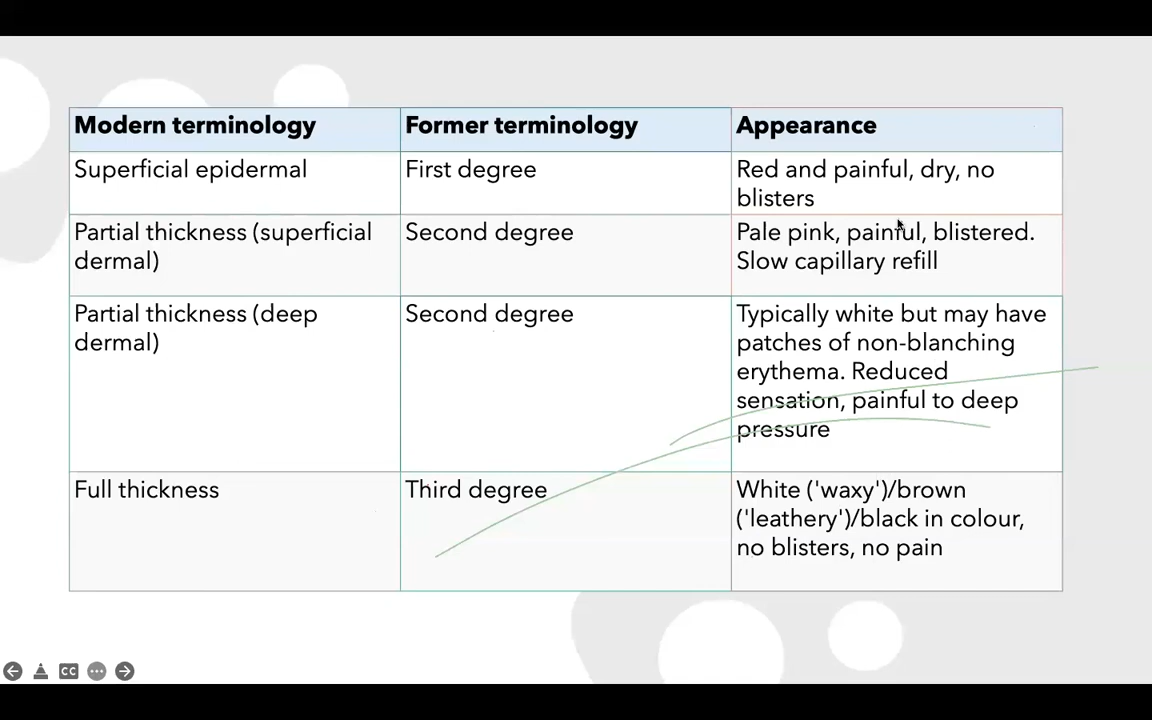 Modern terminology
Former terminology
Appearance
Superficial epidermal
First degree
Red and painful, dry, no
blisters
Partial thickness (superficial
dermal)
Second degree
Pale pink, painful, blistered.
Slow capillary refill
Partial thickness (deep
dermal)
Second degree
Typically white but may have
patches of non-blanching
erythema. Reduced
sensation, painful to deep
pressure
Full thickness
Third degree
White ('waxy')/brown
('leathery')/black in colour,
no blisters, no pain
CC